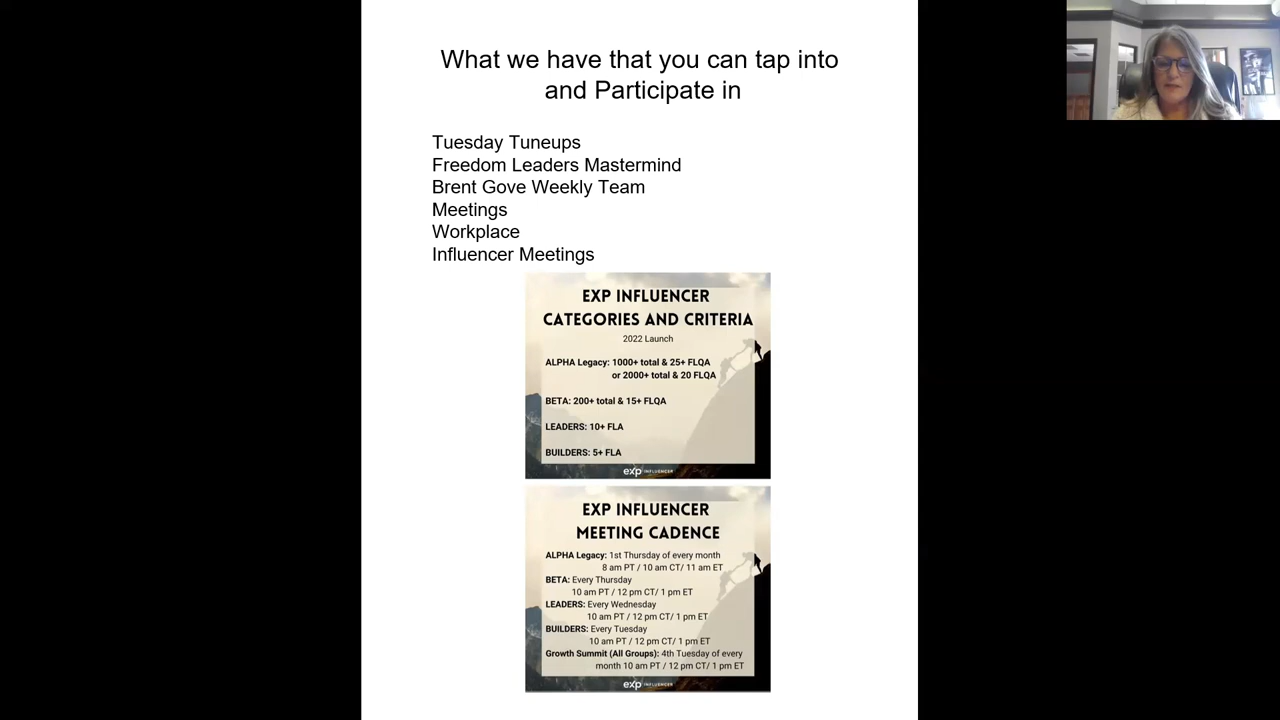 What we have that you can tap into
and Participate in
Tuesday Tuneups
Freedom Leaders Mastermind
Brent Gove Weekly Team
Meetings
Workplace
Influencer Meetings
EXP INFLUENCER
CATEGORIES AND CRITERIA
2022 Launch
ALPHA Legacy: 1000+ total & 25+ FLQA
or 2000+ total & 20 FLQA
BETA: 200+ total & 15+ FLQA
LEADERS: 10+ FLA
BUILDERS: 5+ FLA
exp INFLUENCER
EXP INFLUENCER
MEETING CADENCE
ALPHA Legacy: 1st Thursday of every month
8 am PT / 10 am CT/ 11 am ET
BETA: Every Thursday
10 am PT / 12 pm CT/ 1 pm ET
LEADERS: Every Wednesday
10 am PT / 12 pm CT/ 1 pm ET
BUILDERS: Every Tuesday
10 am PT / 12 pm CT/ 1 pm ET
Growth Summit (All Groups): 4th Tuesday of every
month 10 am PT / 12 pm CT/ 1 pm ET
exp INFLUENCER